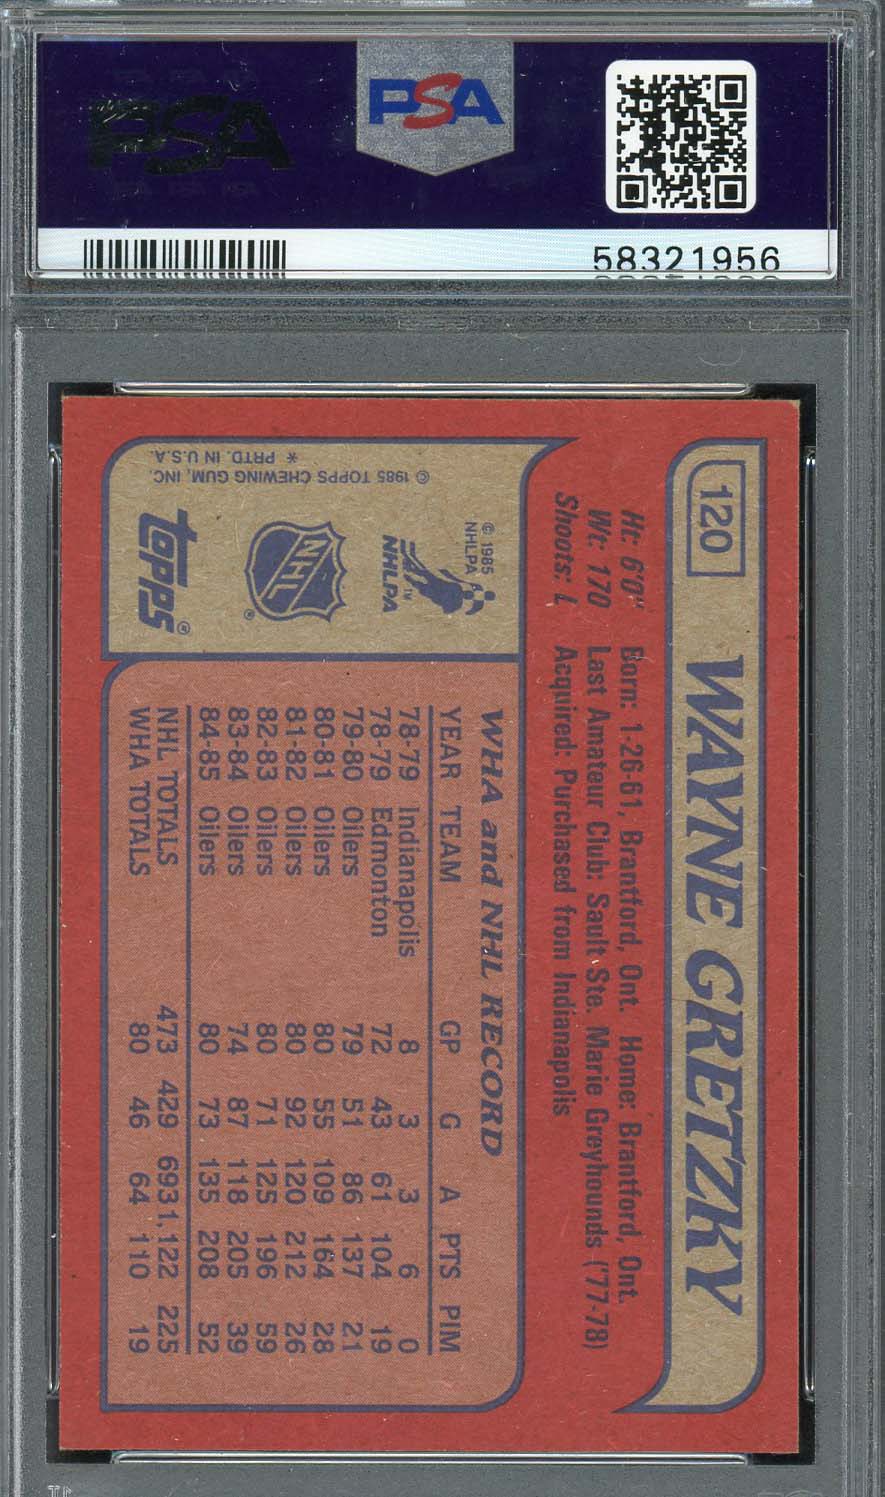 PSA
PSA
58321956
120
WAYNE GRETZKY
Ht: 6'0" Born: 1-26-61, Brantford, Ont. Home: Brantford, Ont.
Wt: 170 Last Amateur Club: Sault Ste. Marie Greyhounds ('77-78)
Shoots: L Acquired: Purchased from Indianapolis
© 1985
NHLPA
NHLPA TM
NHL ®
topps®
© 1985 TOPPS CHEWING GUM, INC.
* PRTD. IN U.S.A.
WHA and NHL RECORD
YEAR TEAM GP G A PTS PIM
78-79 Indianapolis 8 3 3 6 0
78-79 Edmonton 72 43 61 104 19
79-80 Oilers 79 51 86 137 21
80-81 Oilers 80 55 109 164 28
81-82 Oilers 80 92 120 212 26
82-83 Oilers 80 71 125 196 59
83-84 Oilers 74 87 118 205 39
84-85 Oilers 80 73 135 208 52
NHL TOTALS 473 429 693 1,122 225
WHA TOTALS 80 46 64 110 19